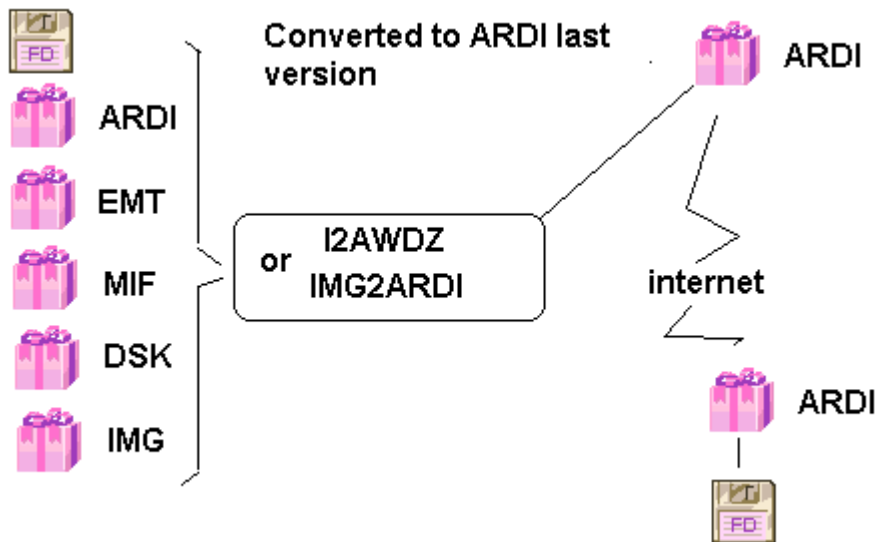 FD
Converted to ARDI last
version
ARDI
ARDI
EMT
or I2AWDZ
IMG2ARDI
MIF
internet
DSK
ARDI
IMG
FD